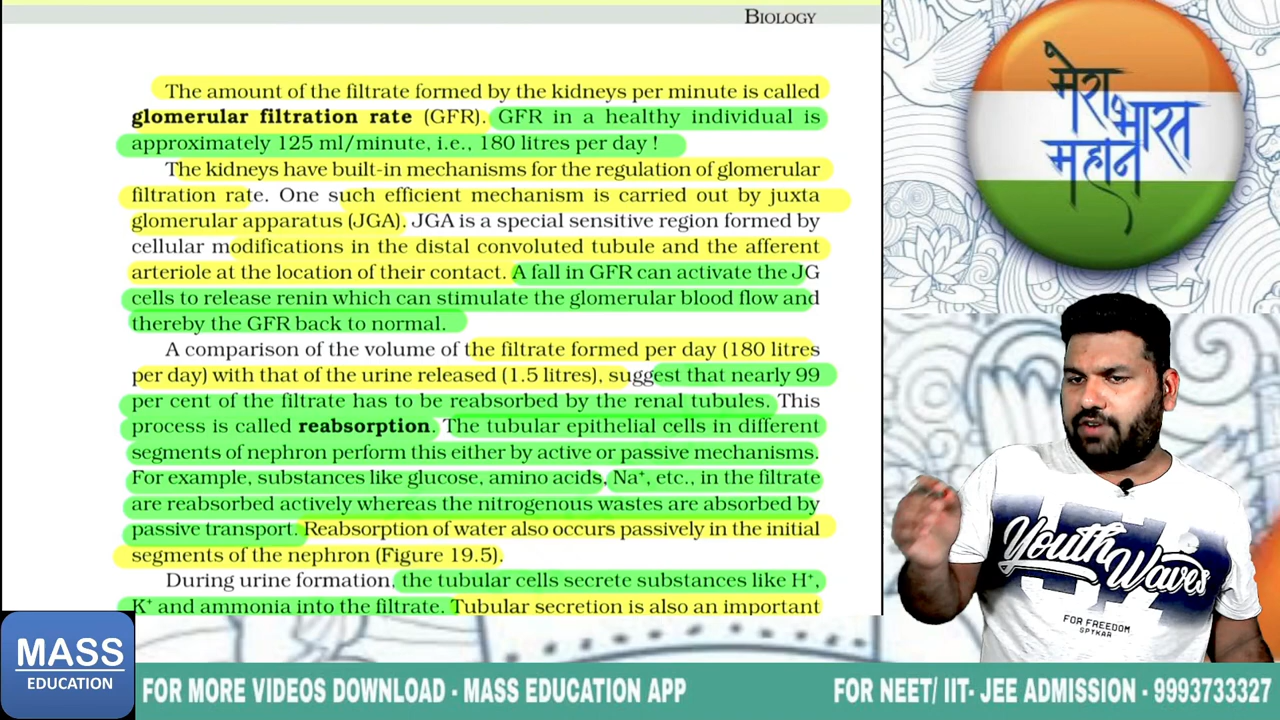 BIOLOGY
The amount of the filtrate formed by the kidneys per minute is called
glomerular filtration rate (GFR). GFR in a healthy individual is
approximately 125 ml/minute, i.e., 180 litres per day !
The kidneys have built-in mechanisms for the regulation of glomerular
filtration rate. One such efficient mechanism is carried out by juxta
glomerular apparatus (JGA). JGA is a special sensitive region formed by
cellular modifications in the distal convoluted tubule and the afferent
arteriole at the location of their contact. A fall in GFR can activate the JG
cells to release renin which can stimulate the glomerular blood flow and
thereby the GFR back to normal.
A comparison of the volume of the filtrate formed per day (180 litres
per day) with that of the urine released (1.5 litres), suggest that nearly 99
per cent of the filtrate has to be reabsorbed by the renal tubules. This
process is called reabsorption. The tubular epithelial cells in different
segments of nephron perform this either by active or passive mechanisms.
For example, substances like glucose, amino acids, Na⁺, etc., in the filtrate
are reabsorbed actively whereas the nitrogenous wastes are absorbed by
passive transport. Reabsorption of water also occurs passively in the initial
segments of the nephron (Figure 19.5).
During urine formation, the tubular cells secrete substances like H⁺,
K⁺ and ammonia into the filtrate. Tubular secretion is also an important
मेरा
भारत
महान
Youth
Waves
FOR FREEDOM
SPYKAR
MASS
EDUCATION
FOR MORE VIDEOS DOWNLOAD - MASS EDUCATION APP
FOR NEET/ IIT- JEE ADMISSION - 9993733327